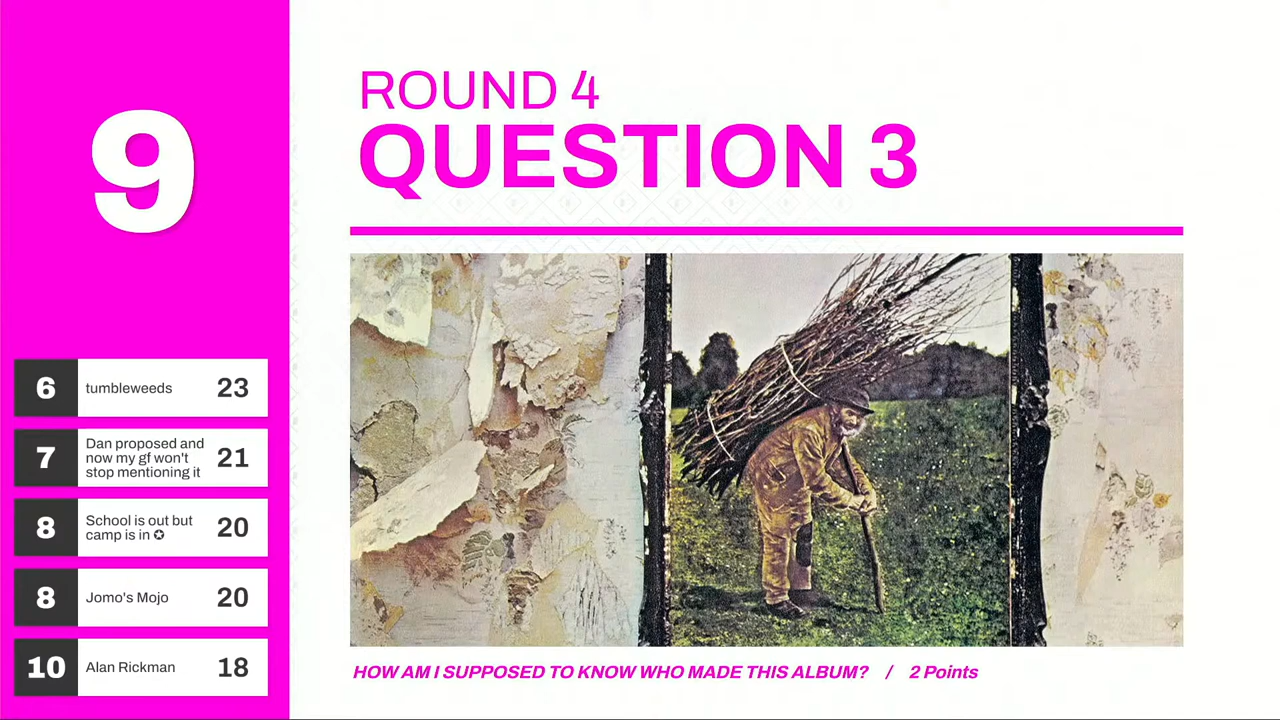 9
ROUND 4
QUESTION 3
6 tumbleweeds 23
7 Dan proposed and 21
now my gf won't
stop mentioning it
8 School is out but 20
camp is in ✪
8 Jomo's Mojo 20
10 Alan Rickman 18
HOW AM I SUPPOSED TO KNOW WHO MADE THIS ALBUM? / 2 Points